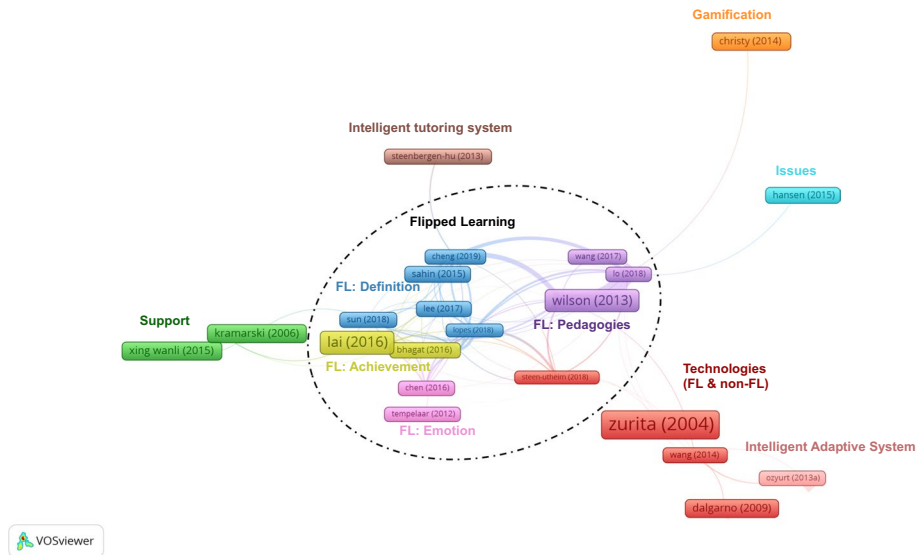 Gamification
christy (2014)
Intelligent tutoring system
steenbergen-hu (2013)
Issues
hansen (2015)
Flipped Learning
cheng (2019)
wang (2017)
sahin (2015)
lo (2018)
FL: Definition
wilson (2013)
lee (2017)
sun (2018)
lopes (2018)
FL: Pedagogies
Support
kramarski (2006)
xing wanli (2015)
lai (2016)
bhagat (2016)
FL: Achievement
steen-utheim (2018)
chen (2016)
tempelaar (2012)
FL: Emotion
Technologies
(FL & non-FL)
zurita (2004)
wang (2014)
Intelligent Adaptive System
ozyurt (2013a)
dalgarno (2009)
VOSviewer